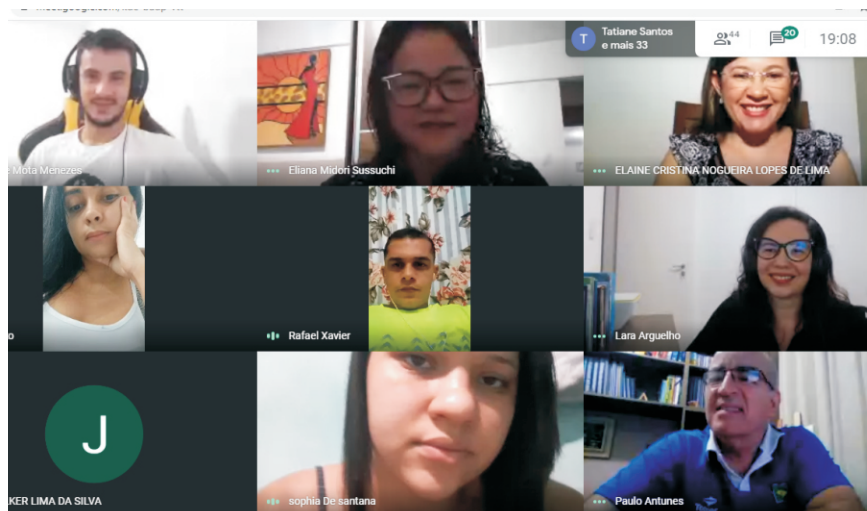 Tatiane Santos
e mais 33
T
44
20
19:08
Mota Menezes
Eliana Midori Sussuchi
ELAINE CRISTINA NOGUEIRA LOPES DE LIMA
o
Rafael Xavier
Lara Arguelho
J
KER LIMA DA SILVA
sophia De santana
Paulo Antunes